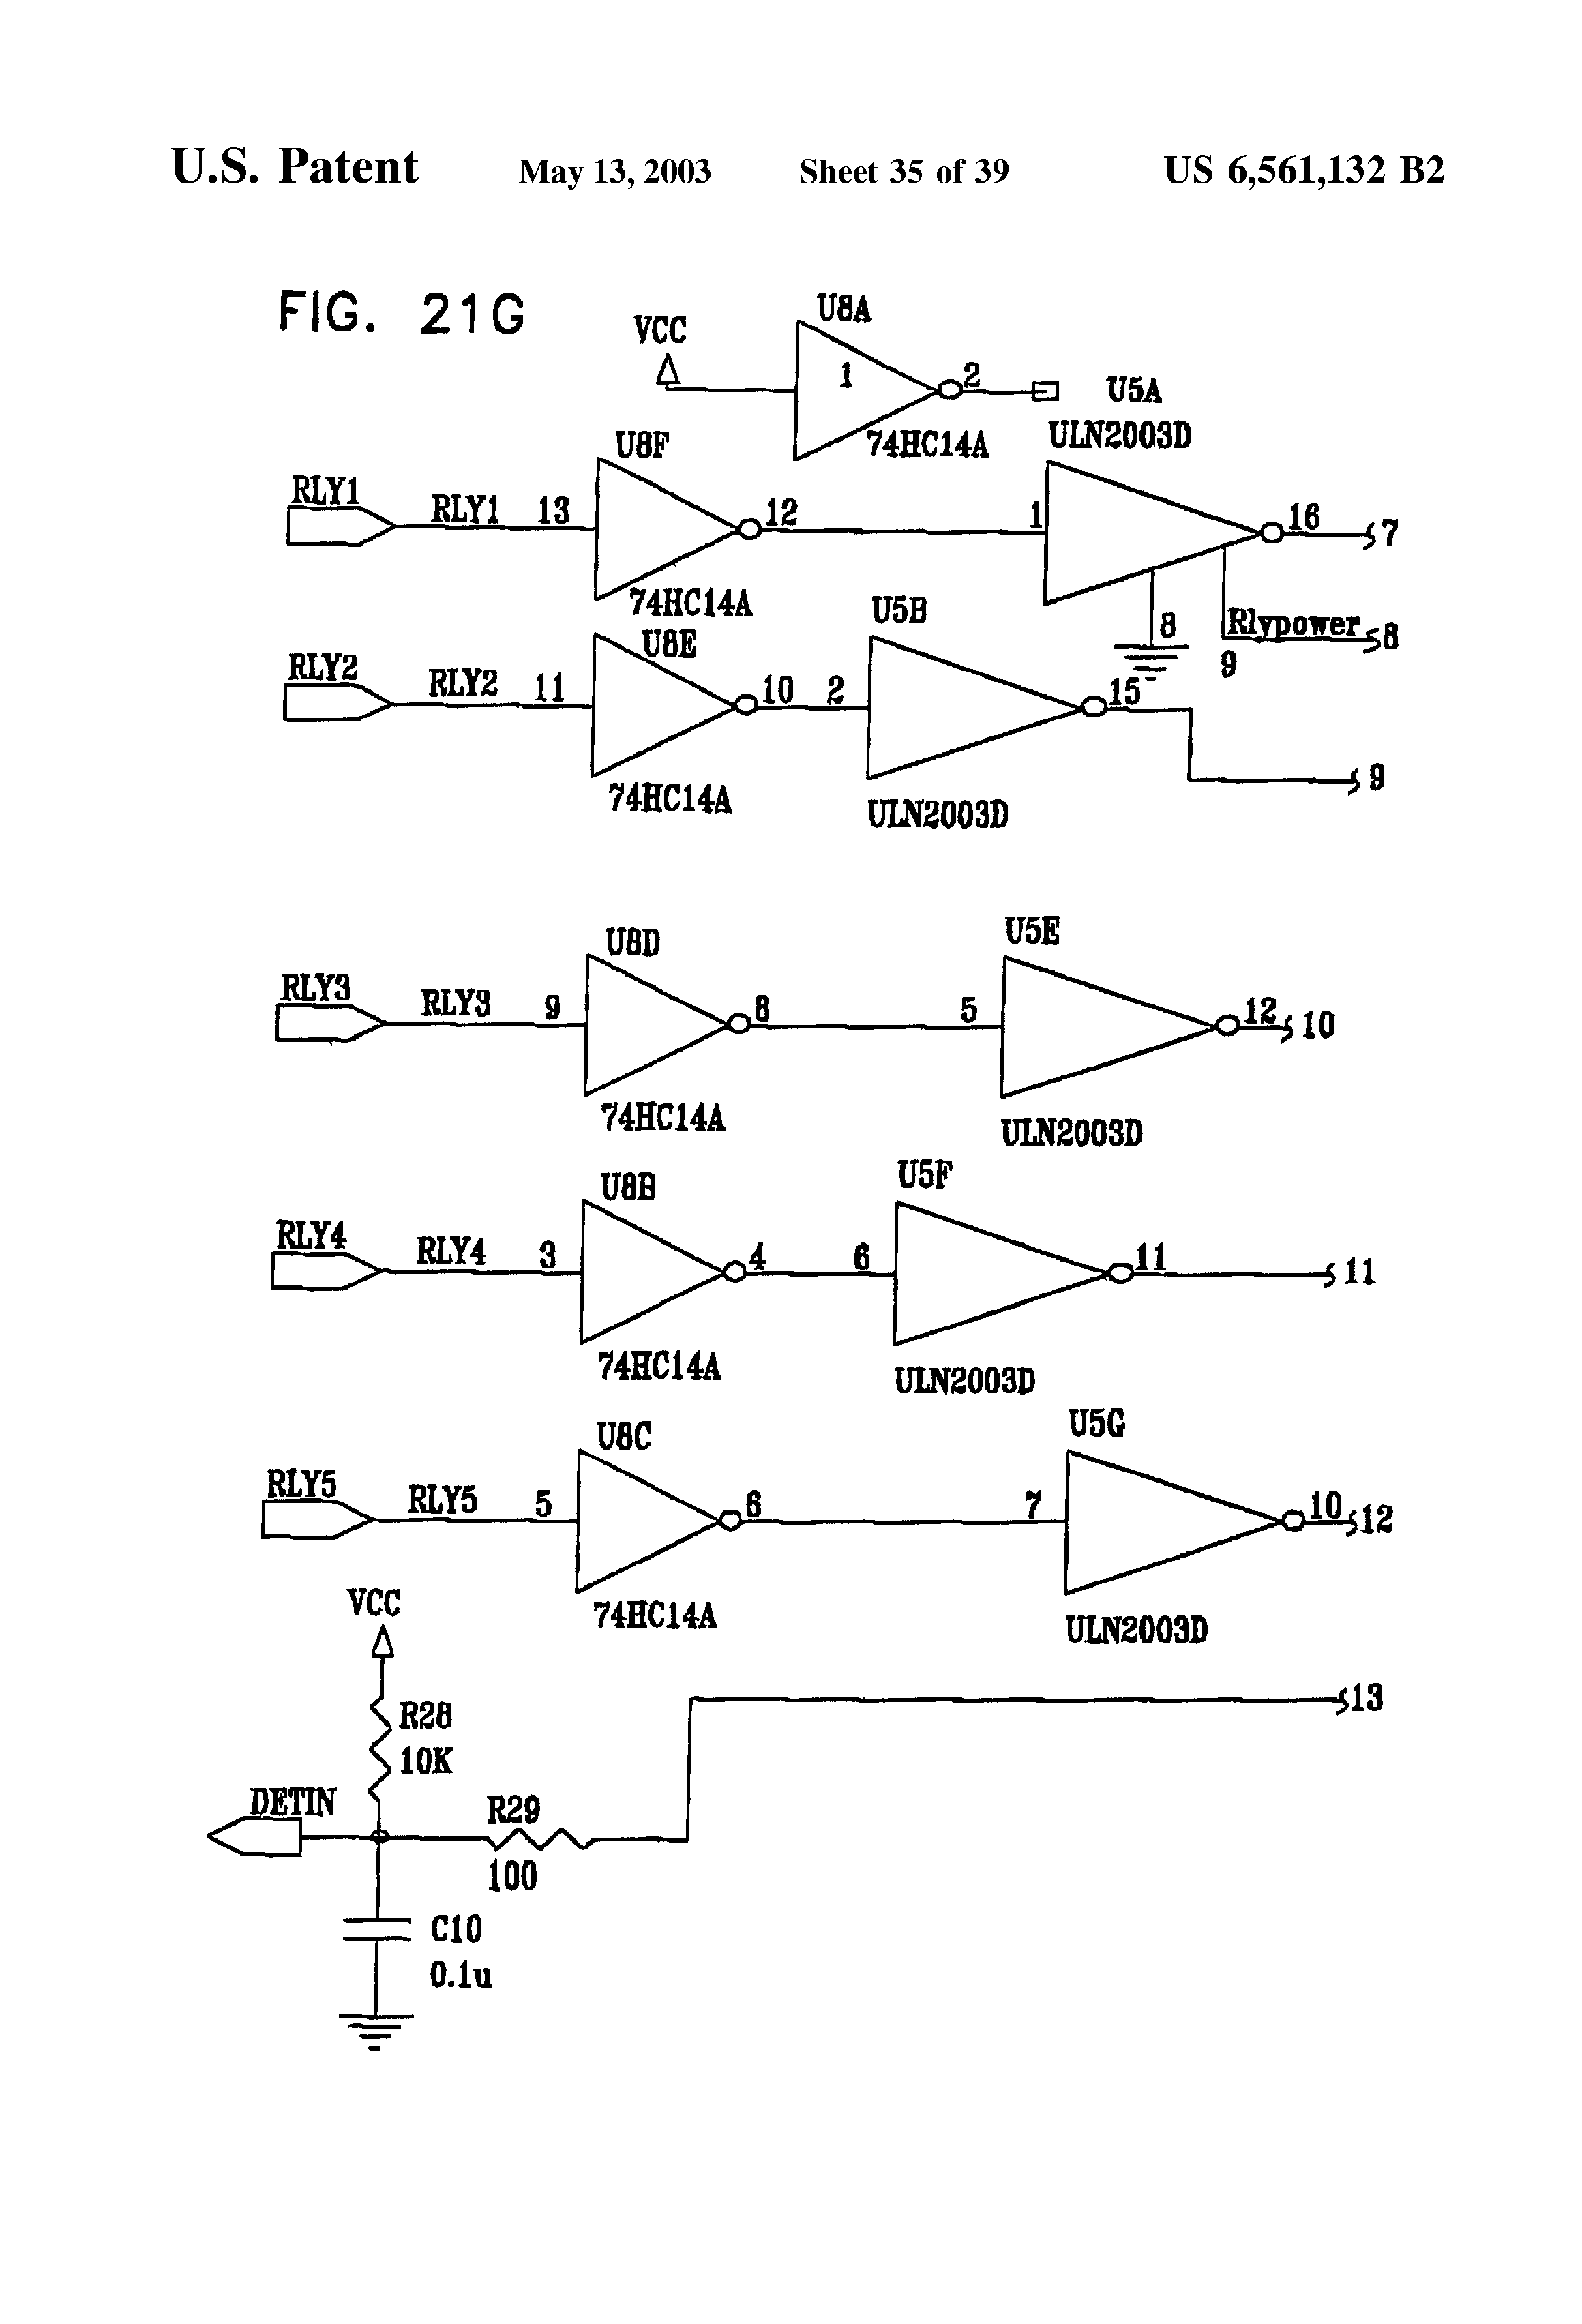 U.S. Patent May 13, 2003 Sheet 35 of 39 US 6,561,132 B2
FIG. 21G
U8A
VCC
1
2
U5A
74HC14A
ULN2003D
U8F
RLY1
RLY1 13
12
1
16
7
74HC14A
8
Rlypower
8
9
U5B
U8E
RLY2
RLY2 11
10 2
15
9
74HC14A
ULN2003D
U8D
U5E
RLY3
RLY3 9
8
5
12
10
74HC14A
ULN2003D
U8B
U5F
RLY4
RLY4 3
4
6
11
11
74HC14A
ULN2003D
U8C
U5G
RLY5
RLY5 5
6
7
10
12
74HC14A
ULN2003D
VCC
R28
10K
13
DETIN
R29
100
C10
0.1u